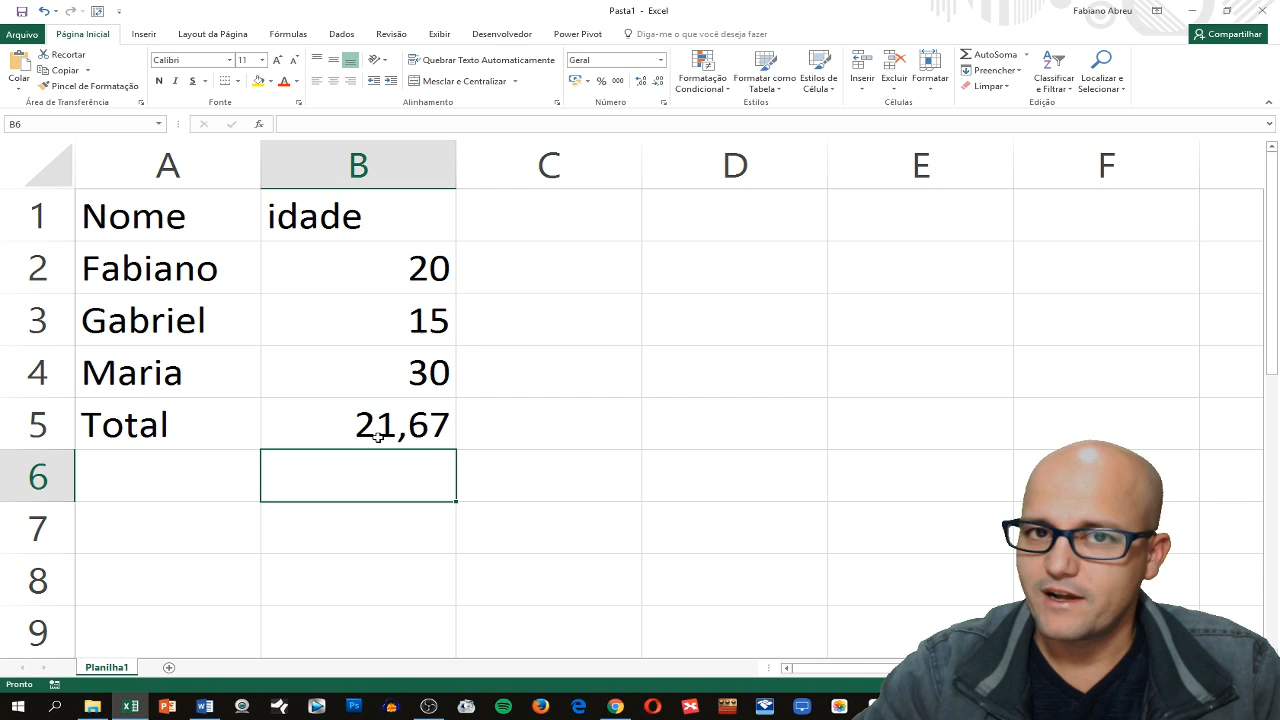 Pasta1 - Excel
Fabiano Abreu
Arquivo Página Inicial Inserir Layout da Página Fórmulas Dados Revisão Exibir Desenvolvedor Power Pivot Diga-me o que você deseja fazer Compartilhar
Colar
Recortar
Copiar
Pincel de Formatação
Área de Transferência
Calibri 11
N I S
Fonte
Quebrar Texto Automaticamente
Mesclar e Centralizar
Alinhamento
Geral
% 000
Número
Formatação Condicional
Formatar como Tabela
Estilos de Célula
Estilos
Inserir Excluir Formatar
Células
AutoSoma
Preencher
Limpar
Classificar e Filtrar
Localizar e Selecionar
Edição
B6 fx
A B C D E F
1 Nome idade
2 Fabiano 20
3 Gabriel 15
4 Maria 30
5 Total 21,67
6
7
8
9
Planilha1
Pronto